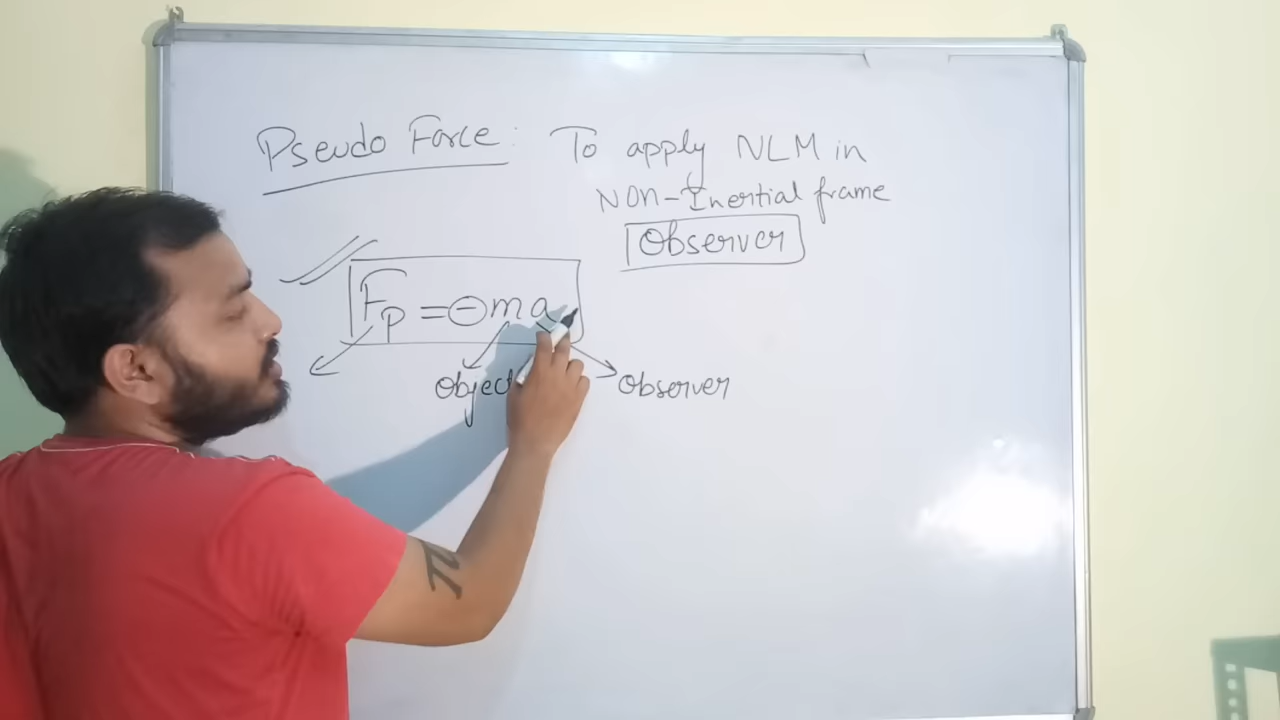 Pseudo Force: To apply NLM in
NON-Inertial frame
Observer
Fp = -ma
Object
Observer
π